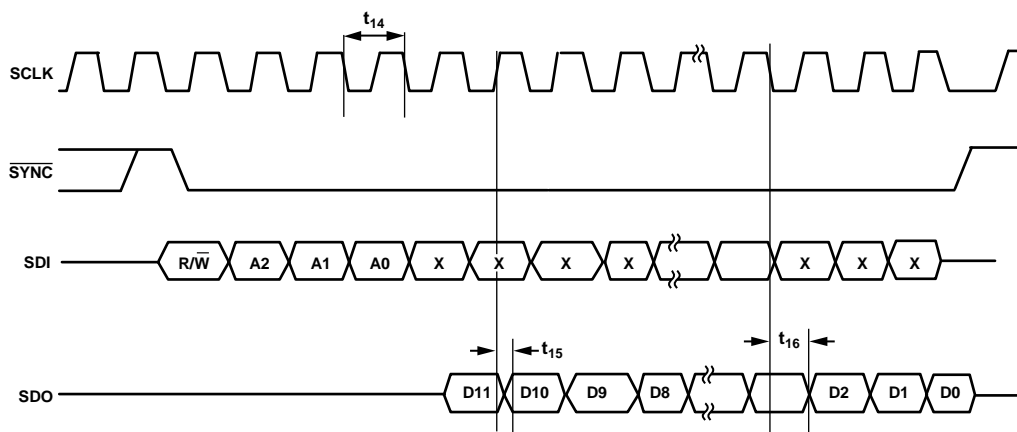 t14
SCLK
SYNC
SDI R/W A2 A1 A0 X X X X X X X
t15 t16
SDO D11 D10 D9 D8 D2 D1 D0